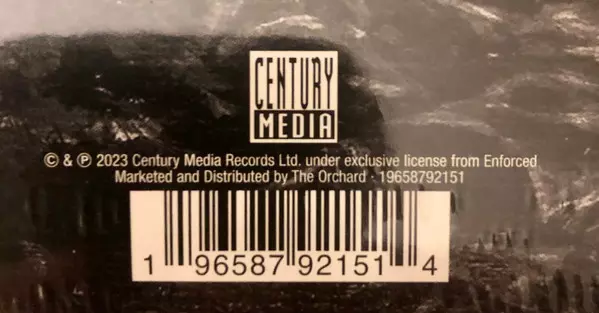 CENTURY
MEDIA
© & ℗ 2023 Century Media Records Ltd. under exclusive license from Enforced
Marketed and Distributed by The Orchard · 19658792151
1 96587 92151 4